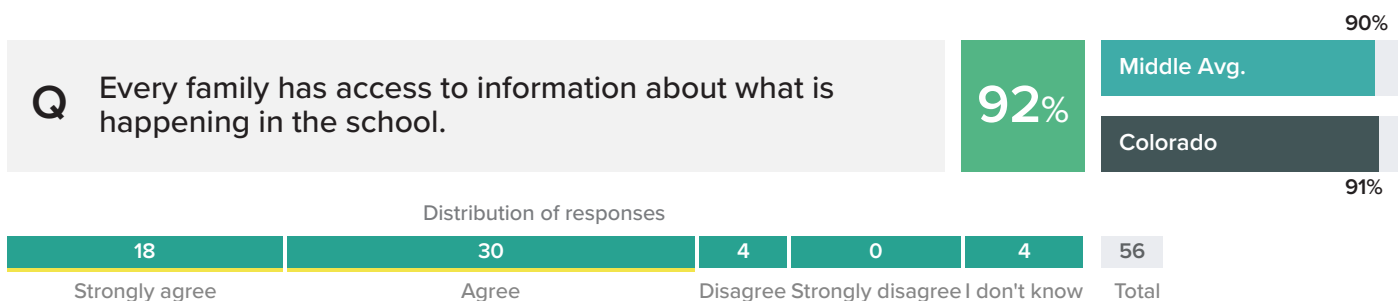 90%
Q
Every family has access to information about what is
happening in the school.
92%
Middle Avg.
Colorado
91%
Distribution of responses
18 30 4 0 4 56
Strongly agree Agree Disagree Strongly disagree I don't know Total